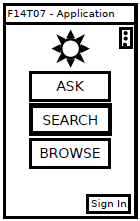 F14T07 - Application
ASK
SEARCH
BROWSE
Sign In